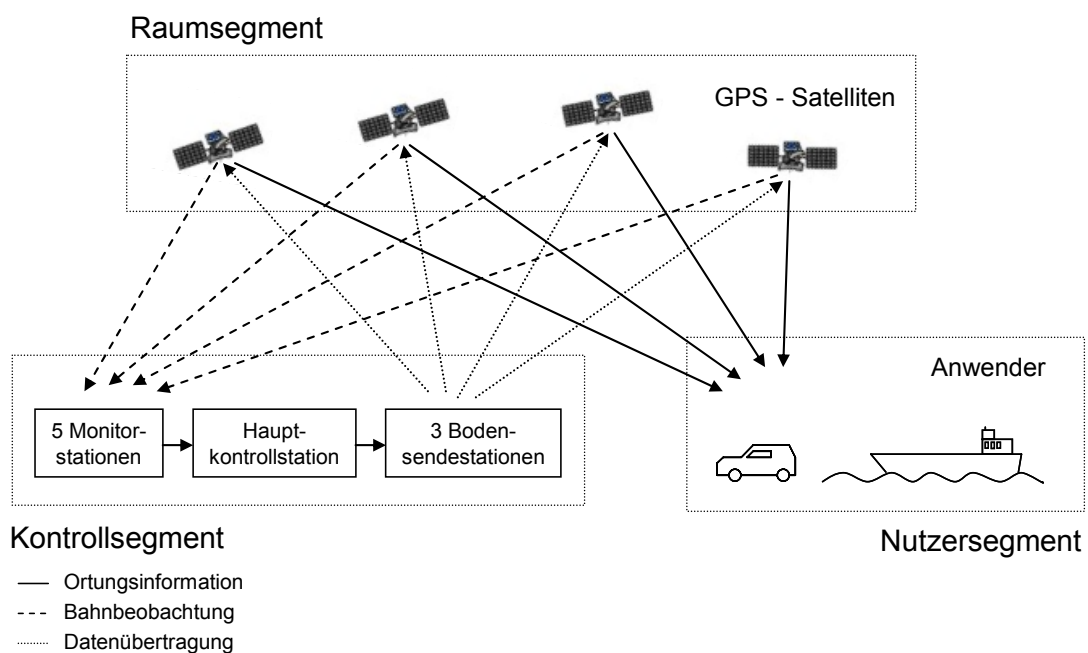 Raumsegment
GPS - Satelliten
Anwender
5 Monitor-
stationen
Haupt-
kontrollstation
3 Boden-
sendestationen
Kontrollsegment
Nutzersegment
Ortungsinformation
Bahnbeobachtung
Datenübertragung